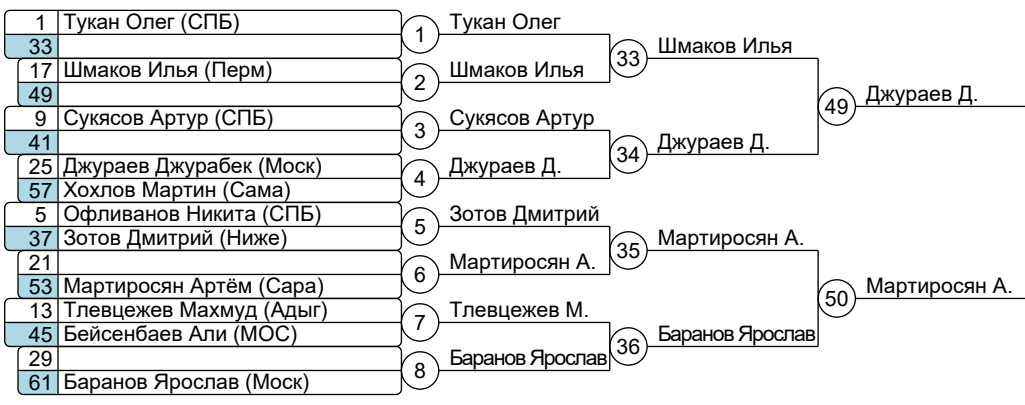 1 Тукан Олег (СПБ)
33
17 Шмаков Илья (Перм)
49
9 Сукясов Артур (СПБ)
41
25 Джураев Джурабек (Моск)
57 Хохлов Мартин (Сама)
5 Офливанов Никита (СПБ)
37 Зотов Дмитрий (Ниже)
21
53 Мартиросян Артём (Сара)
13 Тлевцежев Махмуд (Адыг)
45 Бейсенбаев Али (МОС)
29
61 Баранов Ярослав (Моск)
1 Тукан Олег
2 Шмаков Илья
3 Сукясов Артур
4 Джураев Д.
5 Зотов Дмитрий
6 Мартиросян А.
7 Тлевцежев М.
8 Баранов Ярослав
33 Шмаков Илья
34 Джураев Д.
35 Мартиросян А.
36 Баранов Ярослав
49 Джураев Д.
50 Мартиросян А.